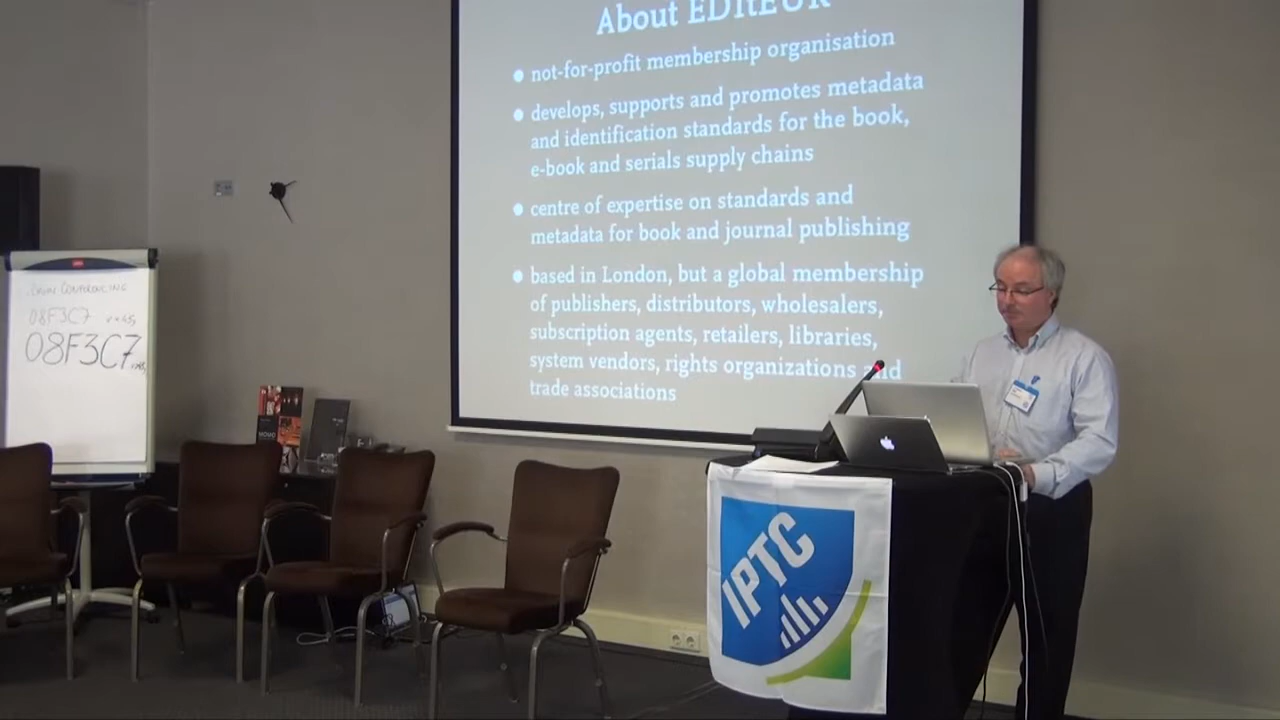 About EDItEUR
not-for-profit membership organisation
develops, supports and promotes metadata
and identification standards for the book,
e-book and serials supply chains
centre of expertise on standards and
metadata for book and journal publishing
based in London, but a global membership
of publishers, distributors, wholesalers,
subscription agents, retailers, libraries,
system vendors, rights organizations and
trade associations
08F3C7
08F3C7
IPTC